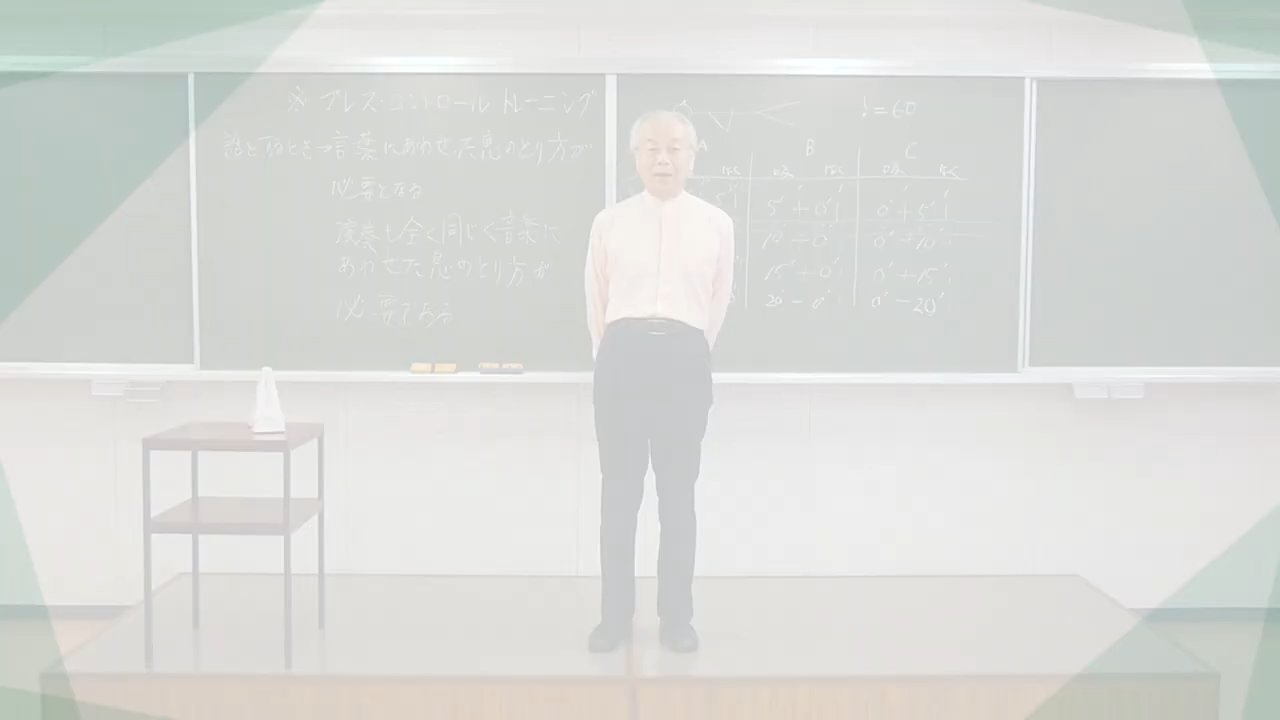 ※ ブレス・コントロール トレーニング
話を するとき→言葉にあわせた息のとり方が
必要となる
演奏も全く同じく音楽に
あわせた息のとり方が
必要である
♩=60
A B C
吸 吐 吸 吐
5' 5'+0' 0'+5'
10'-0' 0'+10'
15'+0' 0'+15'
20'-0' 0'-20'